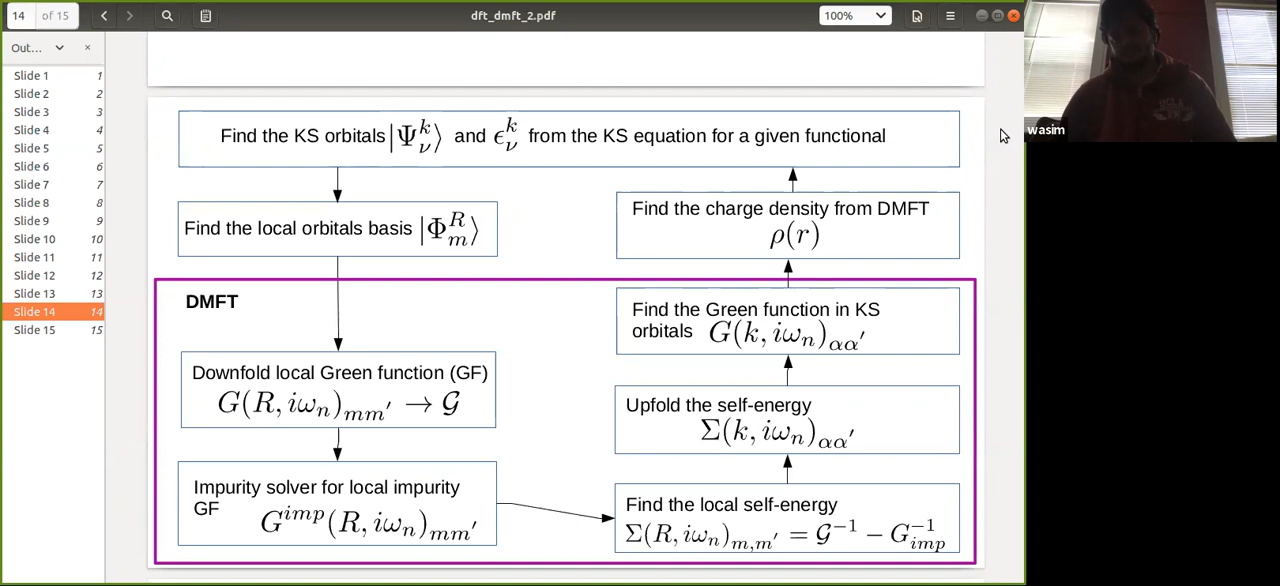 14 of 15
dft_dmft_2.pdf
100%
Out...
Slide 1 1
Slide 2 2
Slide 3 3
Slide 4 4
Slide 5 5
Slide 6 6
Slide 7 7
Slide 8 8
Slide 9 9
Slide 10 10
Slide 11 11
Slide 12 12
Slide 13 13
Slide 14 14
Slide 15 15
Find the KS orbitals |Ψ_ν^k⟩ and ϵ_ν^k from the KS equation for a given functional
Find the local orbitals basis |Φ_m^R⟩
DMFT
Downfold local Green function (GF)
G(R, iω_n)_{mm′} → 𝒢
Impurity solver for local impurity
GF G^{imp}(R, iω_n)_{mm′}
Find the local self-energy
Σ(R, iω_n)_{m,m′} = 𝒢^{-1} − G_{imp}^{-1}
Upfold the self-energy
Σ(k, iω_n)_{αα′}
Find the Green function in KS
orbitals G(k, iω_n)_{αα′}
Find the charge density from DMFT
ρ(r)
wasim